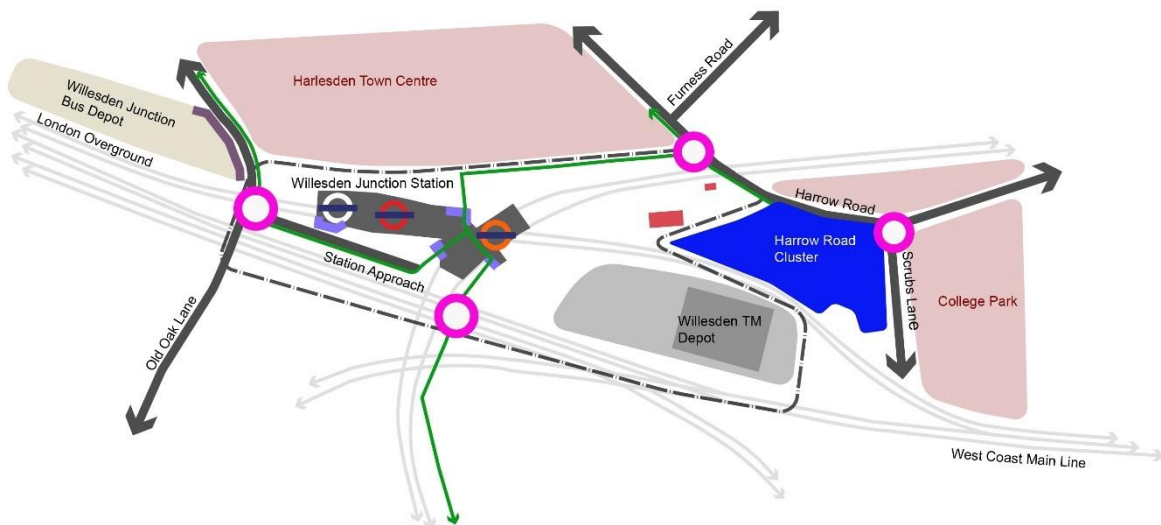 Furness Road
Harlesden Town Centre
Willesden Junction
Bus Depot
London Overground
Willesden Junction Station
Harrow Road
Harrow Road
Cluster
Station Approach
Scrubs Lane
Old Oak Lane
College Park
Willesden TM
Depot
West Coast Main Line